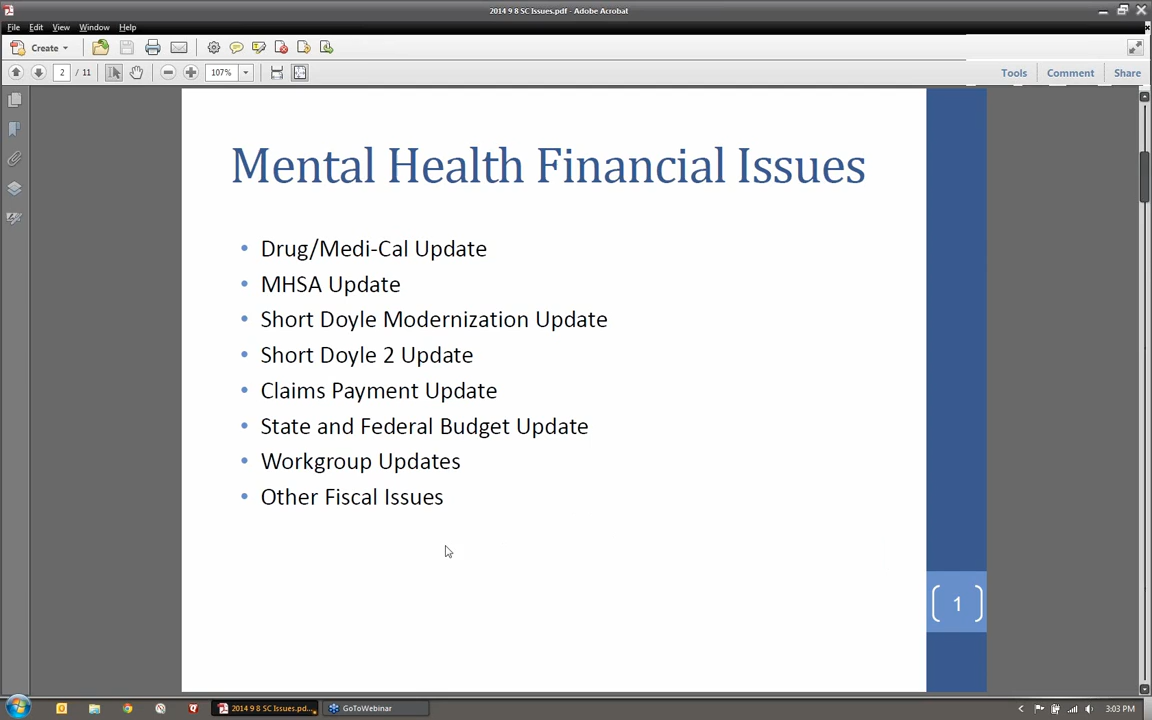 2014 9 8 SC Issues.pdf - Adobe Acrobat
File Edit View Window Help
Create
2 / 11 107% Tools Comment Share
Mental Health Financial Issues
• Drug/Medi-Cal Update
• MHSA Update
• Short Doyle Modernization Update
• Short Doyle 2 Update
• Claims Payment Update
• State and Federal Budget Update
• Workgroup Updates
• Other Fiscal Issues
1
2014 9 8 SC Issues.pd... GoToWebinar 3:03 PM